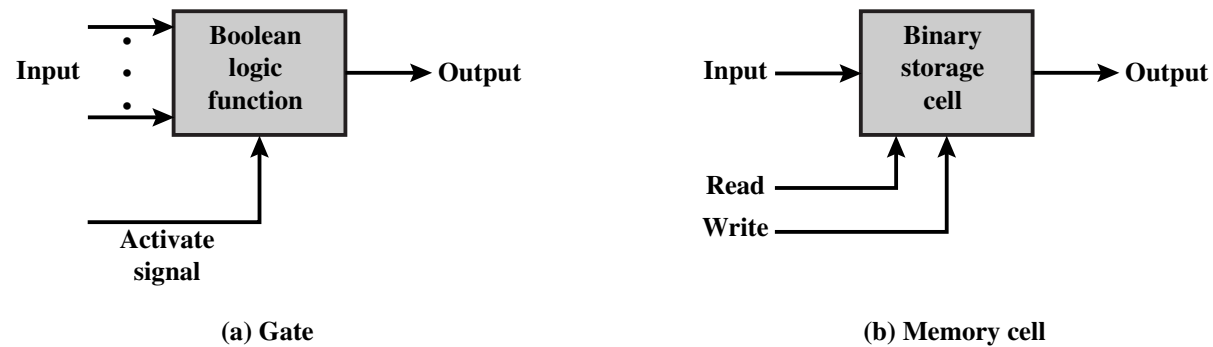 Boolean
logic
function
Input
Output
Activate
signal
(a) Gate
Binary
storage
cell
Input
Output
Read
Write
(b) Memory cell